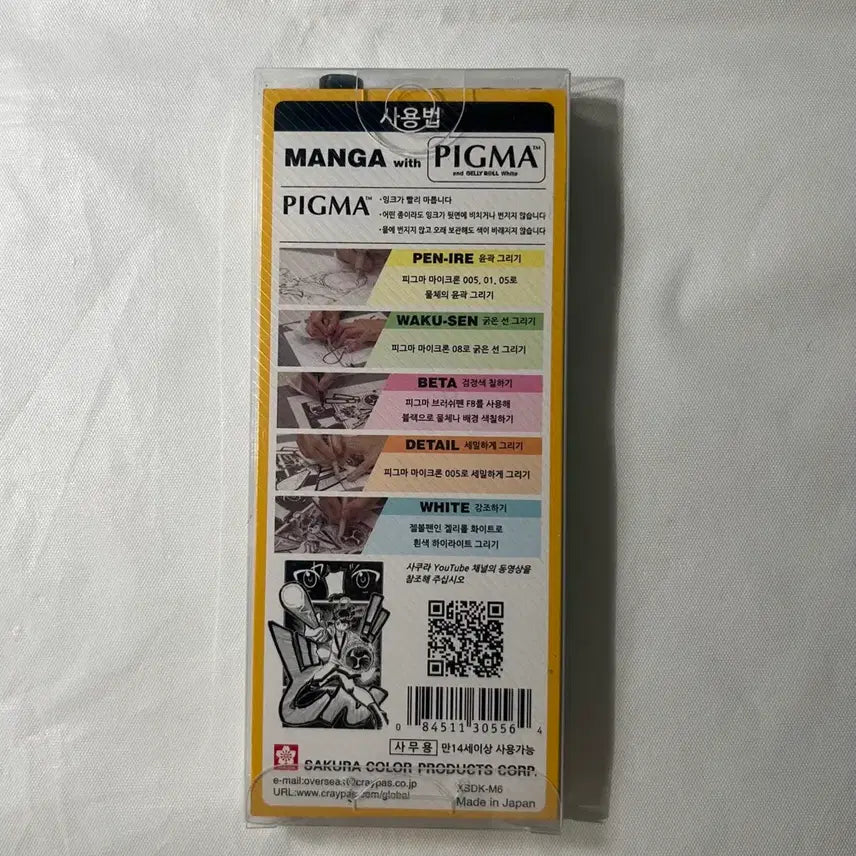 사용법
MANGA with PIGMA™
and GELLY ROLL White
PIGMA™
·잉크가 빨리 마릅니다
·어떤 종이라도 잉크가 뒷면에 비치거나 번지지 않습니다
·물에 번지지 않고 오래 보관해도 색이 바래지지 않습니다
PEN-IRE 윤곽 그리기
피그마 마이크론 005, 01, 05로
물체의 윤곽 그리기
WAKU-SEN 굵은 선 그리기
피그마 마이크론 08로 굵은 선 그리기
BETA 검정색 칠하기
피그마 브러쉬펜 FB를 사용해
블랙으로 물체나 배경 색칠하기
DETAIL 세밀하게 그리기
피그마 마이크론 005로 세밀하게 그리기
WHITE 강조하기
젤볼펜인 겔리롤 화이트로
흰색 하이라이트 그리기
사쿠라 YouTube 채널의 동영상을
참조해 주십시오
0 84511 30556 4
사무용 만14세이상 사용가능
SAKURA COLOR PRODUCTS CORP.
e-mail:overseas1@craypas.co.jp
URL:www.craypas.com/global
XSDK-M6
Made in Japan